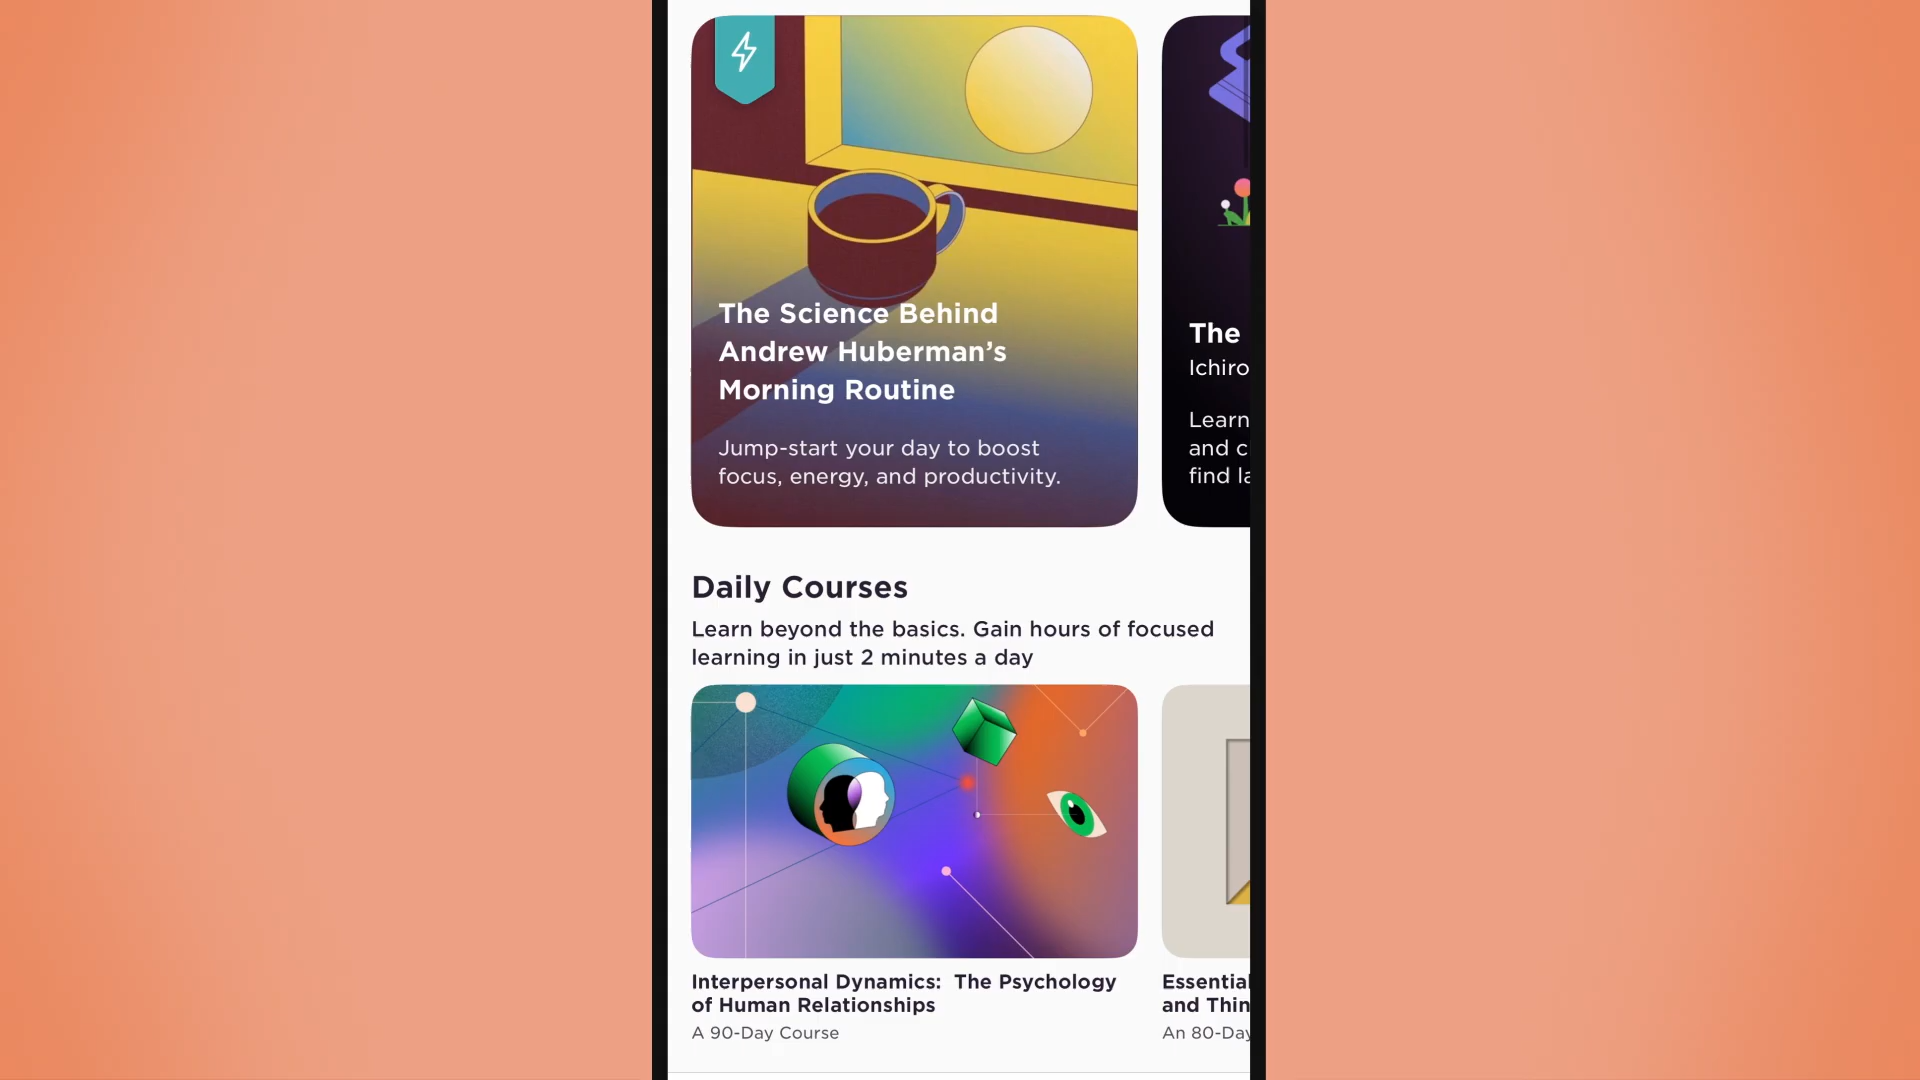 The Science Behind
Andrew Huberman’s
Morning Routine
Jump-start your day to boost
focus, energy, and productivity.
The
Ichiro
Learn
and c
find la
Daily Courses
Learn beyond the basics. Gain hours of focused
learning in just 2 minutes a day
Interpersonal Dynamics: The Psychology
of Human Relationships
A 90-Day Course
Essential
and Thin
An 80-Day